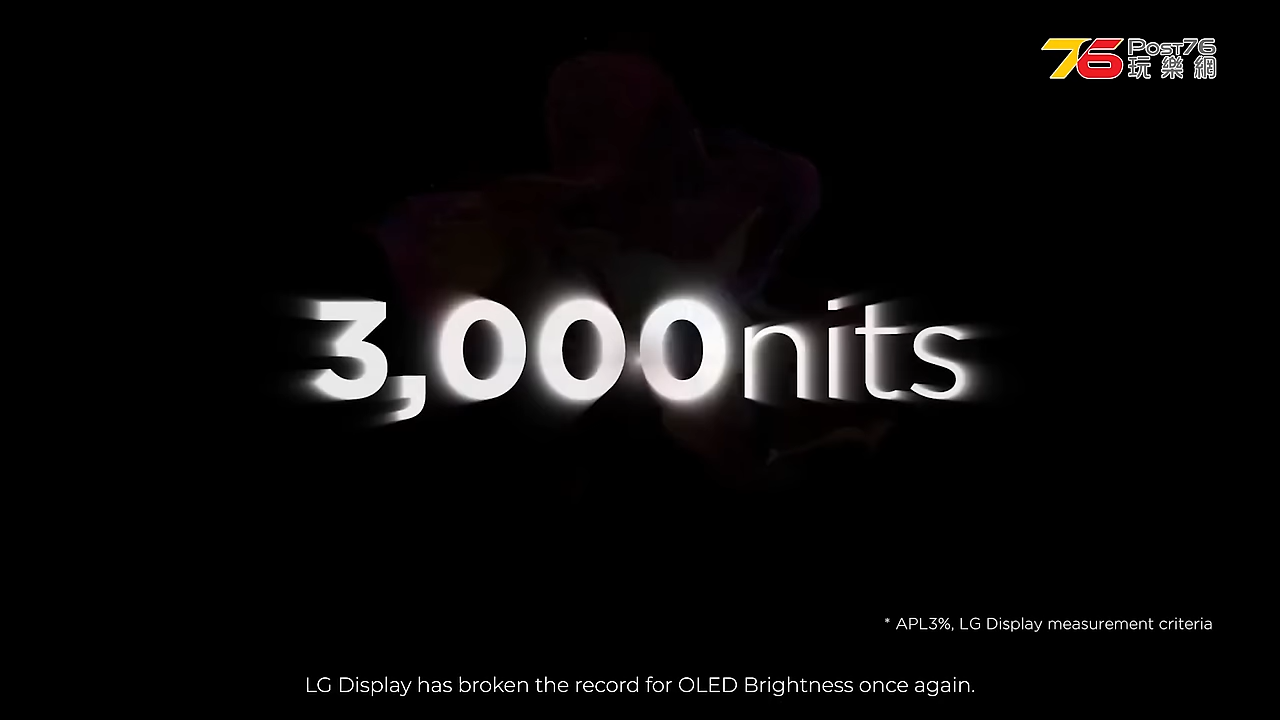 76 Post76
玩樂網
3,000nits
* APL3%, LG Display measurement criteria
LG Display has broken the record for OLED Brightness once again.